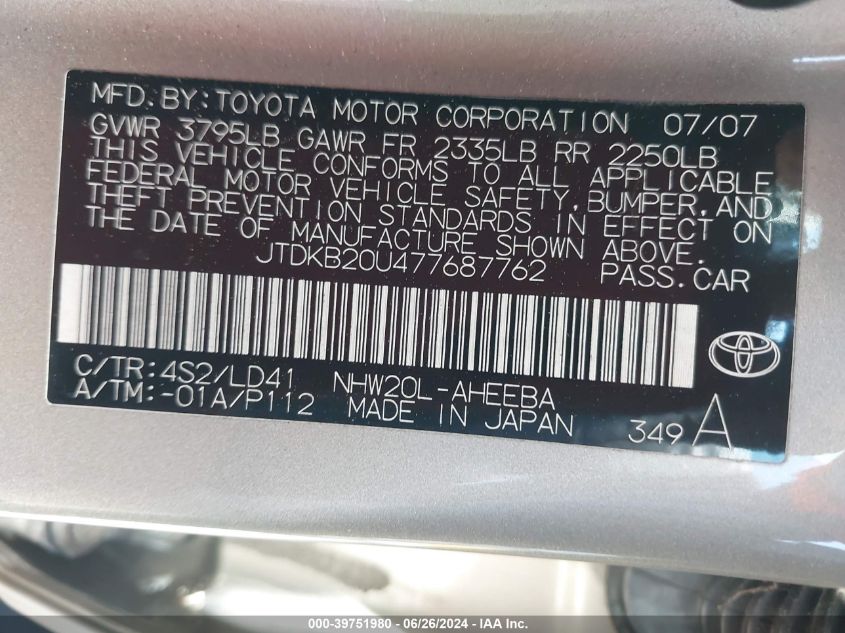 MFD. BY: TOYOTA MOTOR CORPORATION 07/07
GVWR 3795LB GAWR FR 2335LB RR 2250LB
THIS VEHICLE CONFORMS TO ALL APPLICABLE
FEDERAL MOTOR VEHICLE SAFETY, BUMPER, AND
THEFT PREVENTION STANDARDS IN EFFECT ON
THE DATE OF MANUFACTURE SHOWN ABOVE.
JTDKB20U477687762 PASS. CAR
C/TR: 4S2/LD41 NHW20L-AHEEBA
A/TM: -01A/P112 MADE IN JAPAN 349 A
000-39751980 - 06/26/2024 - IAA Inc.